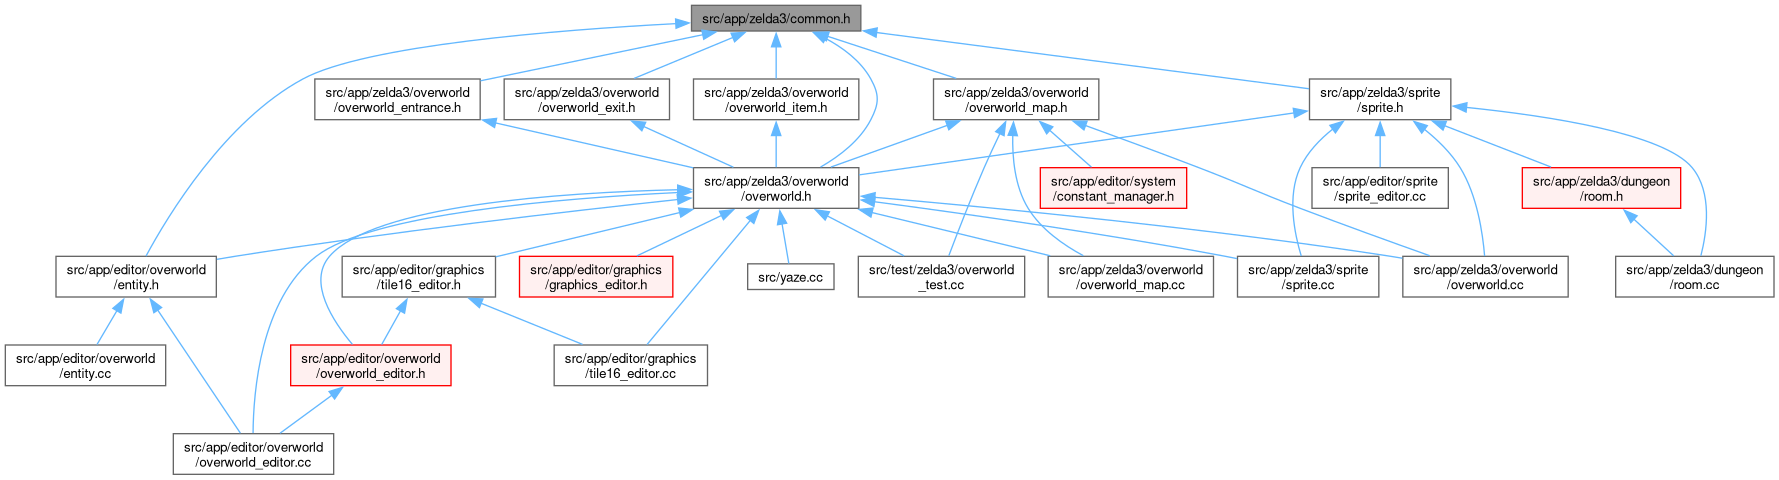 src/app/zelda3/common.h
src/app/zelda3/overworld
/overworld_entrance.h
src/app/zelda3/overworld
/overworld_exit.h
src/app/zelda3/overworld
/overworld_item.h
src/app/zelda3/overworld
/overworld_map.h
src/app/zelda3/sprite
/sprite.h
src/app/zelda3/overworld
/overworld.h
src/app/editor/system
/constant_manager.h
src/app/editor/sprite
/sprite_editor.cc
src/app/zelda3/dungeon
/room.h
src/app/editor/overworld
/entity.h
src/app/editor/graphics
/tile16_editor.h
src/app/editor/graphics
/graphics_editor.h
src/yaze.cc
src/test/zelda3/overworld
_test.cc
src/app/zelda3/overworld
/overworld_map.cc
src/app/zelda3/sprite
/sprite.cc
src/app/zelda3/overworld
/overworld.cc
src/app/zelda3/dungeon
/room.cc
src/app/editor/overworld
/entity.cc
src/app/editor/overworld
/overworld_editor.h
src/app/editor/graphics
/tile16_editor.cc
src/app/editor/overworld
/overworld_editor.cc